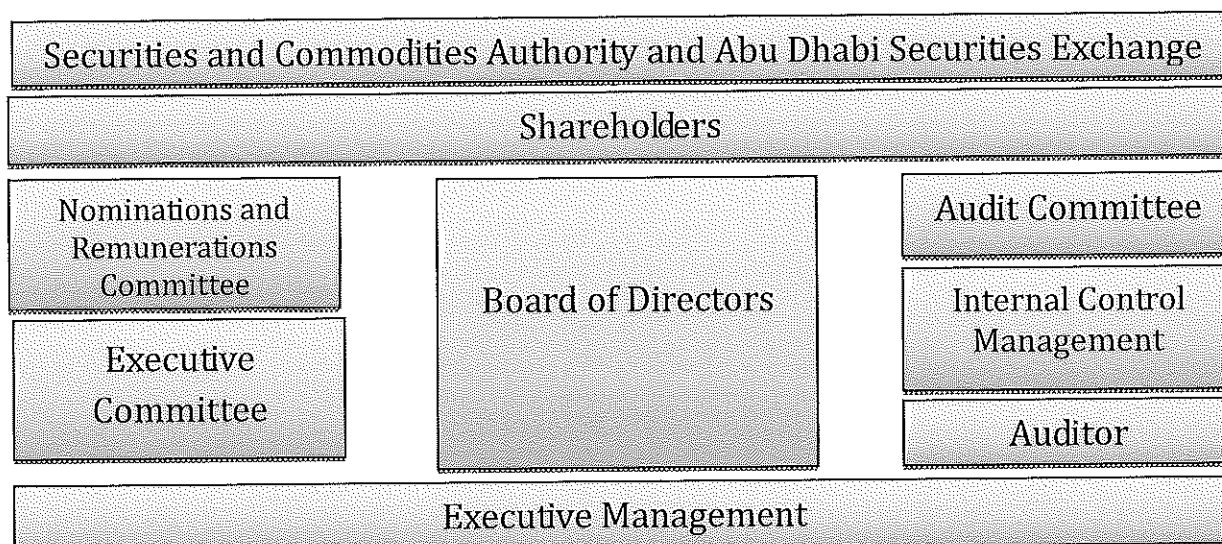 Securities and Commodities Authority and Abu Dhabi Securities Exchange
Shareholders
Nominations and
Remunerations
Committee
Executive
Committee
Board of Directors
Audit Committee
Internal Control
Management
Auditor
Executive Management